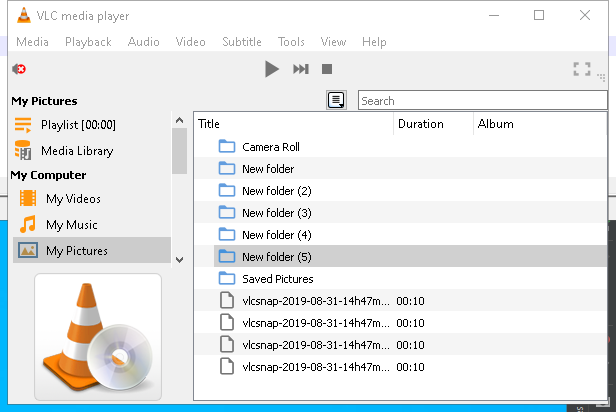 VLC media player
Media Playback Audio Video Subtitle Tools View Help
Search
My Pictures
Playlist [00:00]
Media Library
My Computer
My Videos
My Music
My Pictures
Title Duration Album
Camera Roll
New folder
New folder (2)
New folder (3)
New folder (4)
New folder (5)
Saved Pictures
vlcsnap-2019-08-31-14h47m... 00:10
vlcsnap-2019-08-31-14h47m... 00:10
vlcsnap-2019-08-31-14h47m... 00:10
vlcsnap-2019-08-31-14h47m... 00:10